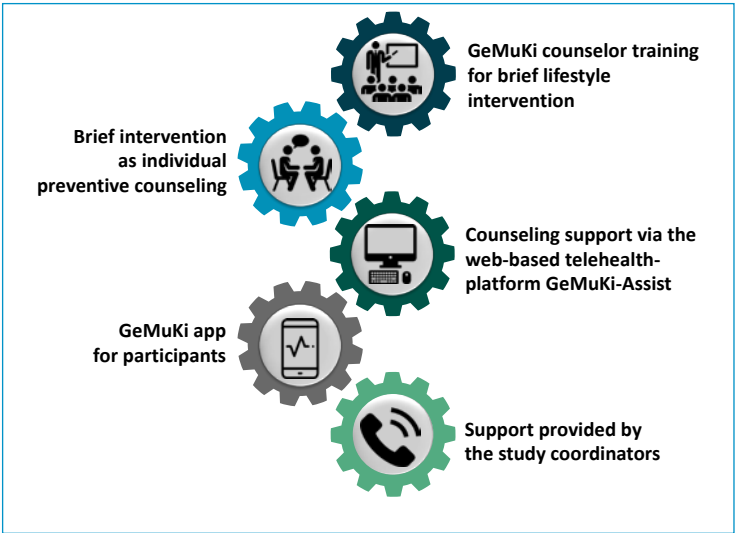 GeMuKi counselor training
for brief lifestyle
intervention
Brief intervention
as individual
preventive counseling
Counseling support via the
web-based telehealth-
platform GeMuKi-Assist
GeMuKi app
for participants
Support provided by
the study coordinators